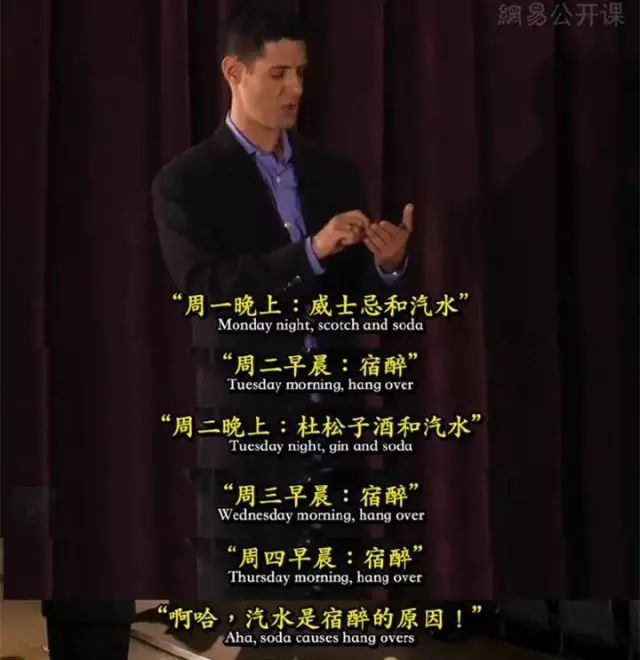 網易公开课
“周一晚上：威士忌和汽水”
Monday night, scotch and soda
“周二早晨：宿醉”
Tuesday morning, hang over
“周二晚上：杜松子酒和汽水”
Tuesday night, gin and soda
“周三早晨：宿醉”
Wednesday morning, hang over
“周四早晨：宿醉”
Thursday morning, hang over
“啊哈，汽水是宿醉的原因！”
Aha, soda causes hang overs